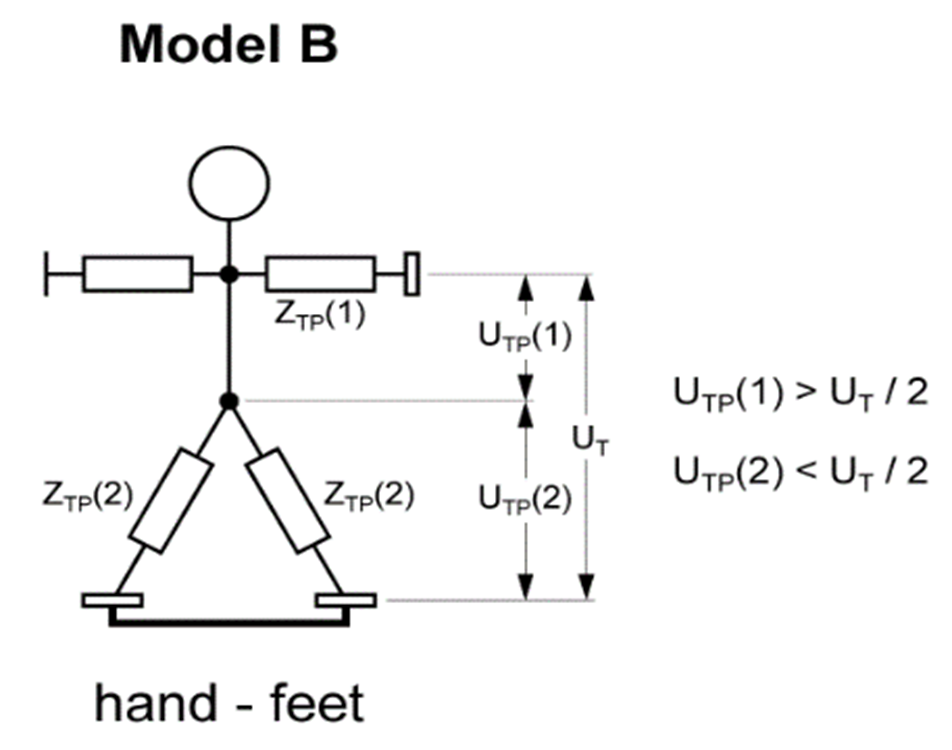 Model B
Z_TP(1)
U_TP(1)
U_TP(1) > U_T / 2
U_T
U_TP(2) < U_T / 2
Z_TP(2)
Z_TP(2)
U_TP(2)
hand - feet